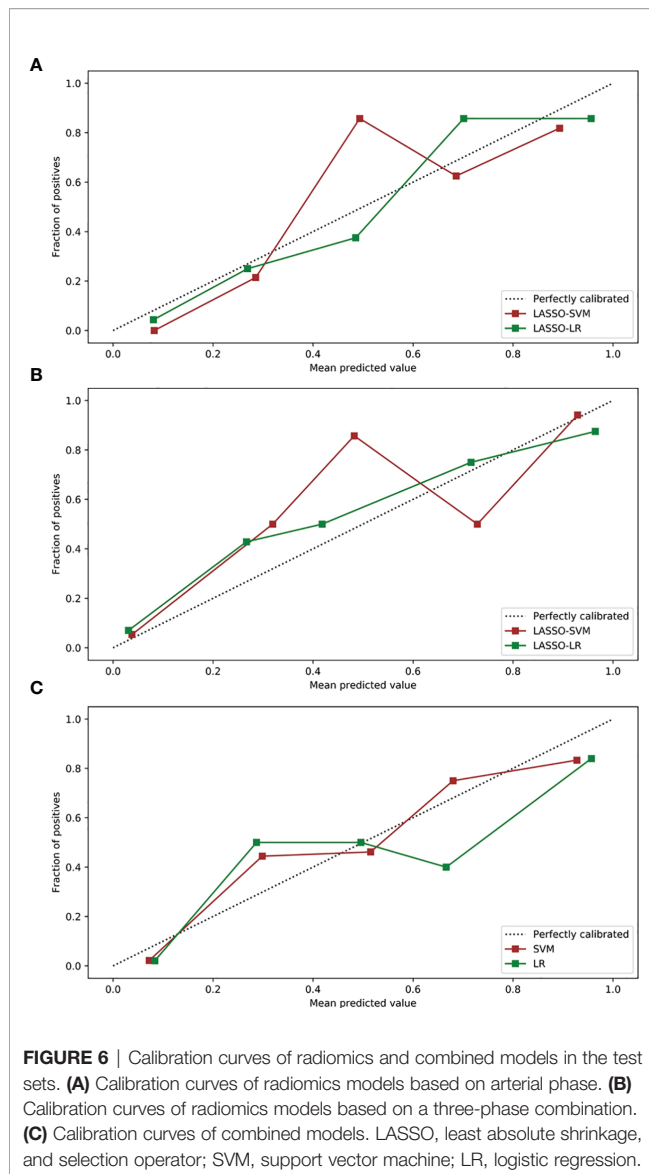 A
1.0
0.8
0.6
0.4
0.2
0.0
Fraction of positives
Perfectly calibrated
LASSO-SVM
LASSO-LR
0.0 0.2 0.4 0.6 0.8 1.0
Mean predicted value
B
1.0
0.8
0.6
0.4
0.2
0.0
Fraction of positives
Perfectly calibrated
LASSO-SVM
LASSO-LR
0.0 0.2 0.4 0.6 0.8 1.0
Mean predicted value
C
1.0
0.8
0.6
0.4
0.2
0.0
Fraction of positives
Perfectly calibrated
SVM
LR
0.0 0.2 0.4 0.6 0.8 1.0
Mean predicted value
FIGURE 6 | Calibration curves of radiomics and combined models in the test
sets. (A) Calibration curves of radiomics models based on arterial phase. (B)
Calibration curves of radiomics models based on a three-phase combination.
(C) Calibration curves of combined models. LASSO, least absolute shrinkage,
and selection operator; SVM, support vector machine; LR, logistic regression.